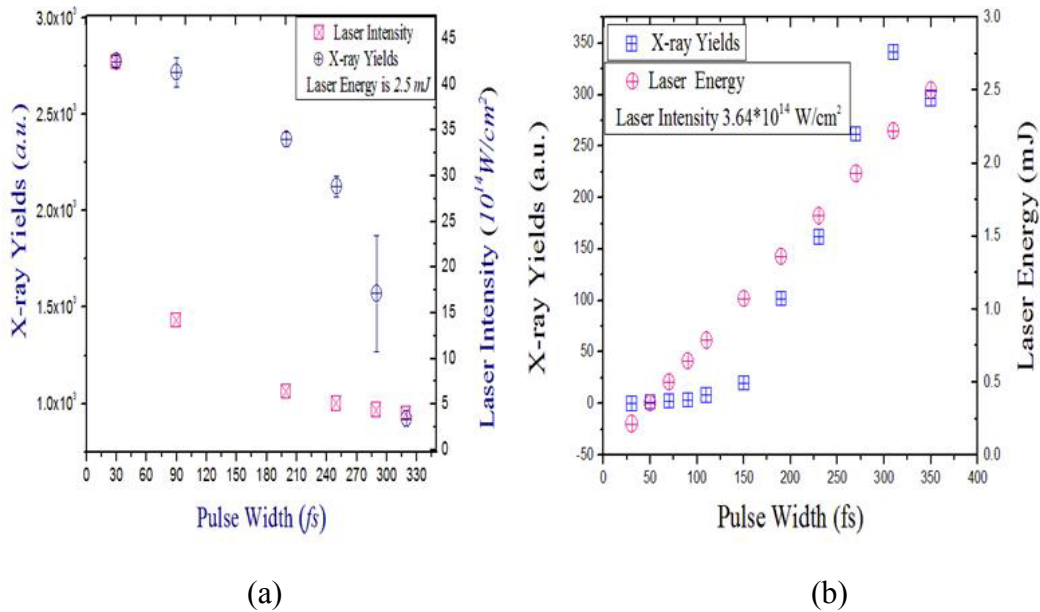 3.0x10³
2.5x10³
2.0x10³
1.5x10³
1.0x10³
X-ray Yields (a.u.)
Laser Intensity
X-ray Yields
Laser Energy is 2.5 mJ
45
40
35
30
25
20
15
10
5
0
Laser Intensity (10¹⁴W/cm²)
0 30 60 90 120 150 180 210 240 270 300 330
Pulse Width (fs)
(a)
350
300
250
200
150
100
50
0
-50
X-ray Yields (a.u.)
X-ray Yields
Laser Energy
Laser Intensity 3.64*10¹⁴ W/cm²
3.0
2.5
2.0
1.5
1.0
0.5
0.0
Laser Energy (mJ)
0 50 100 150 200 250 300 350 400
Pulse Width (fs)
(b)